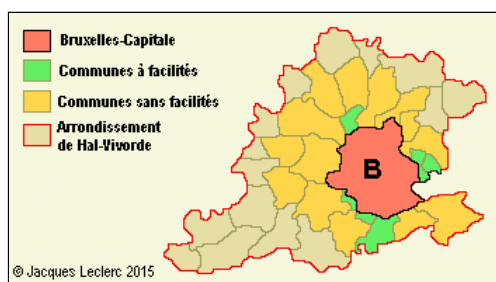 Bruxelles-Capitale
Communes à facilités
Communes sans facilités
Arrondissement
de Hal-Vivorde
B
© Jacques Leclerc 2015